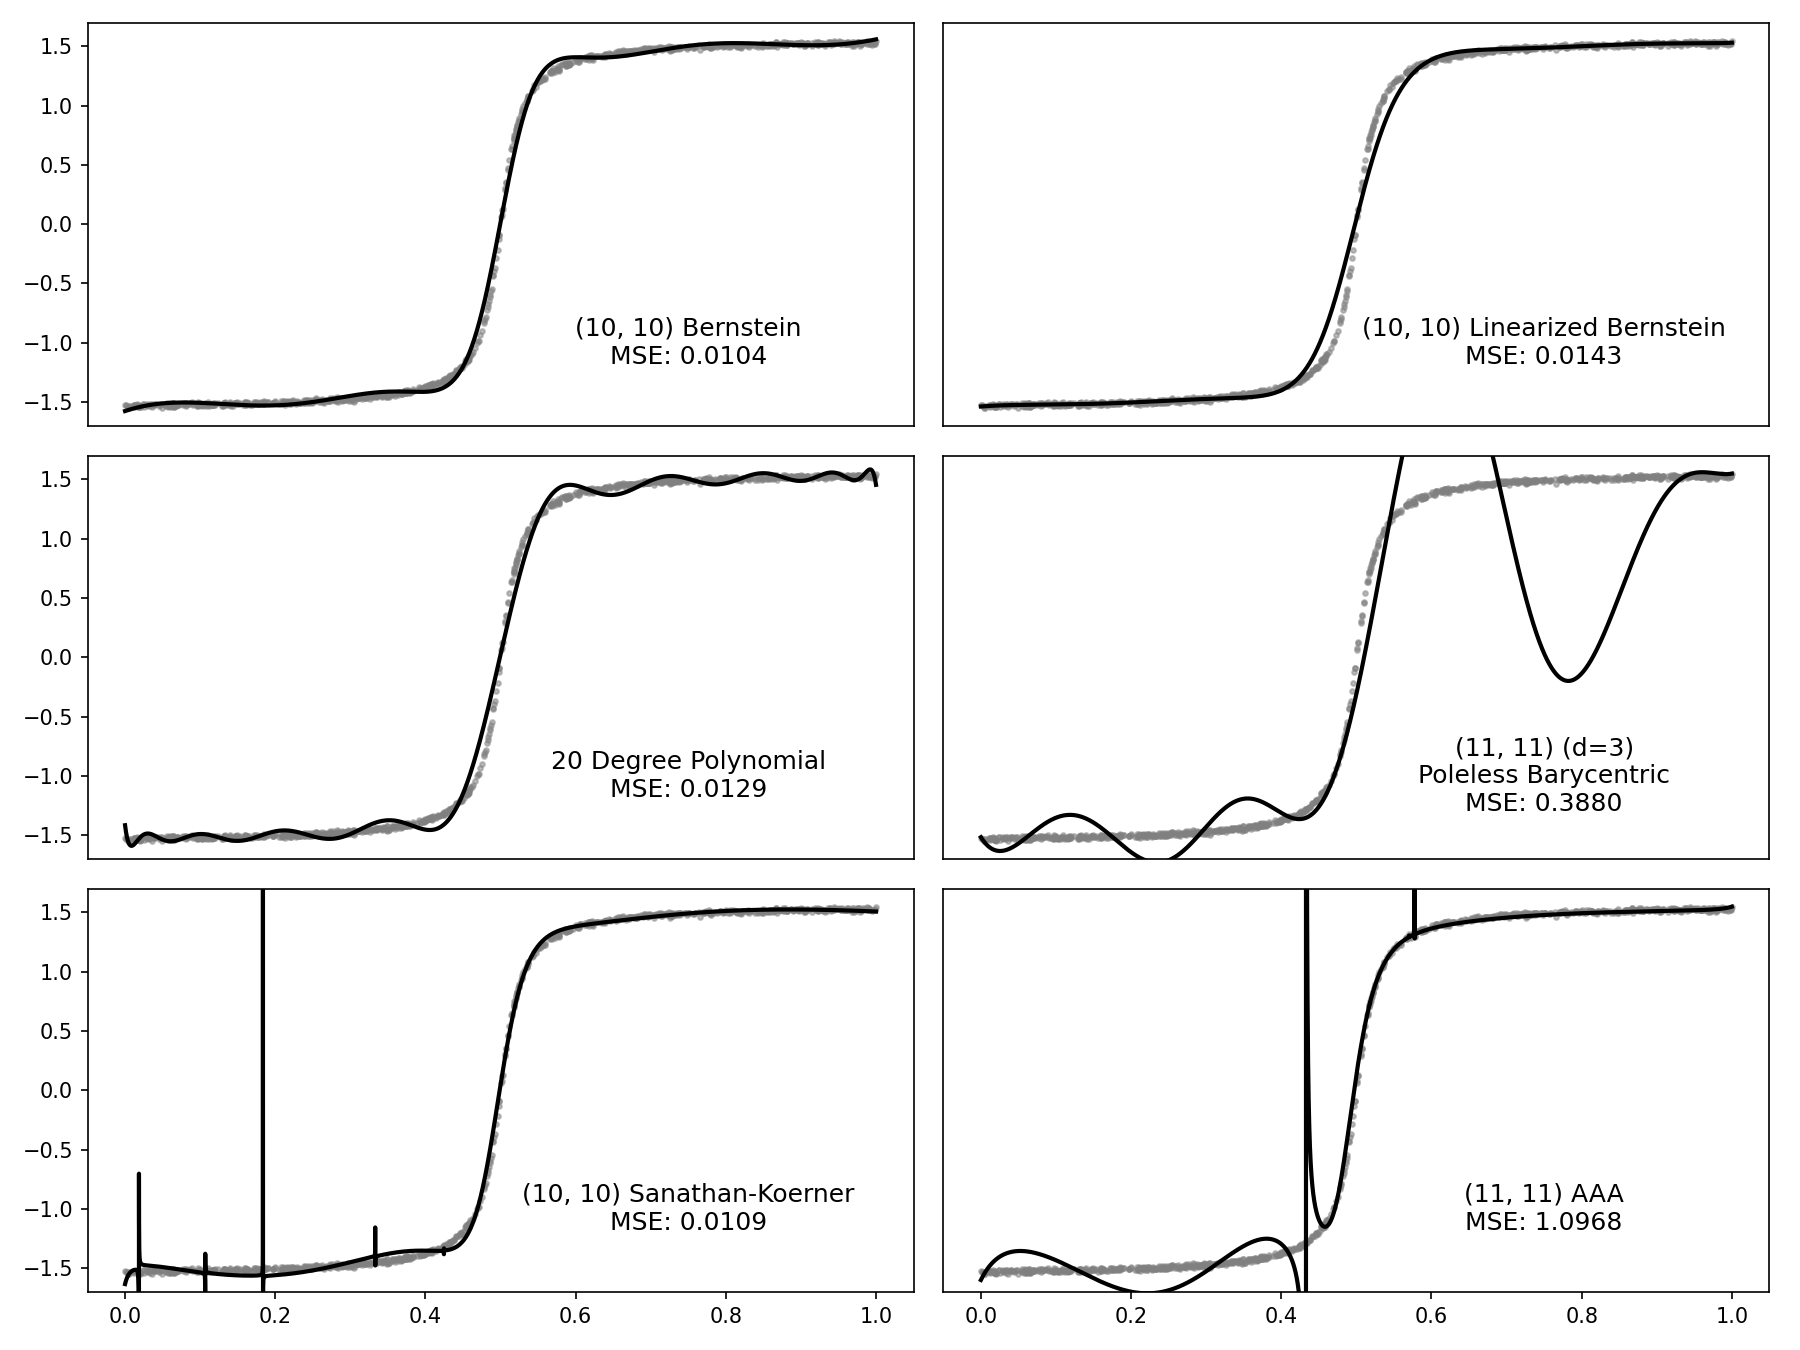 1.5
1.0
0.5
0.0
−0.5
−1.0
−1.5
(10, 10) Bernstein
MSE: 0.0104
(10, 10) Linearized Bernstein
MSE: 0.0143
1.5
1.0
0.5
0.0
−0.5
−1.0
−1.5
20 Degree Polynomial
MSE: 0.0129
(11, 11) (d=3)
Poleless Barycentric
MSE: 0.3880
1.5
1.0
0.5
0.0
−0.5
−1.0
−1.5
(10, 10) Sanathan-Koerner
MSE: 0.0109
(11, 11) AAA
MSE: 1.0968
0.0 0.2 0.4 0.6 0.8 1.0
0.0 0.2 0.4 0.6 0.8 1.0